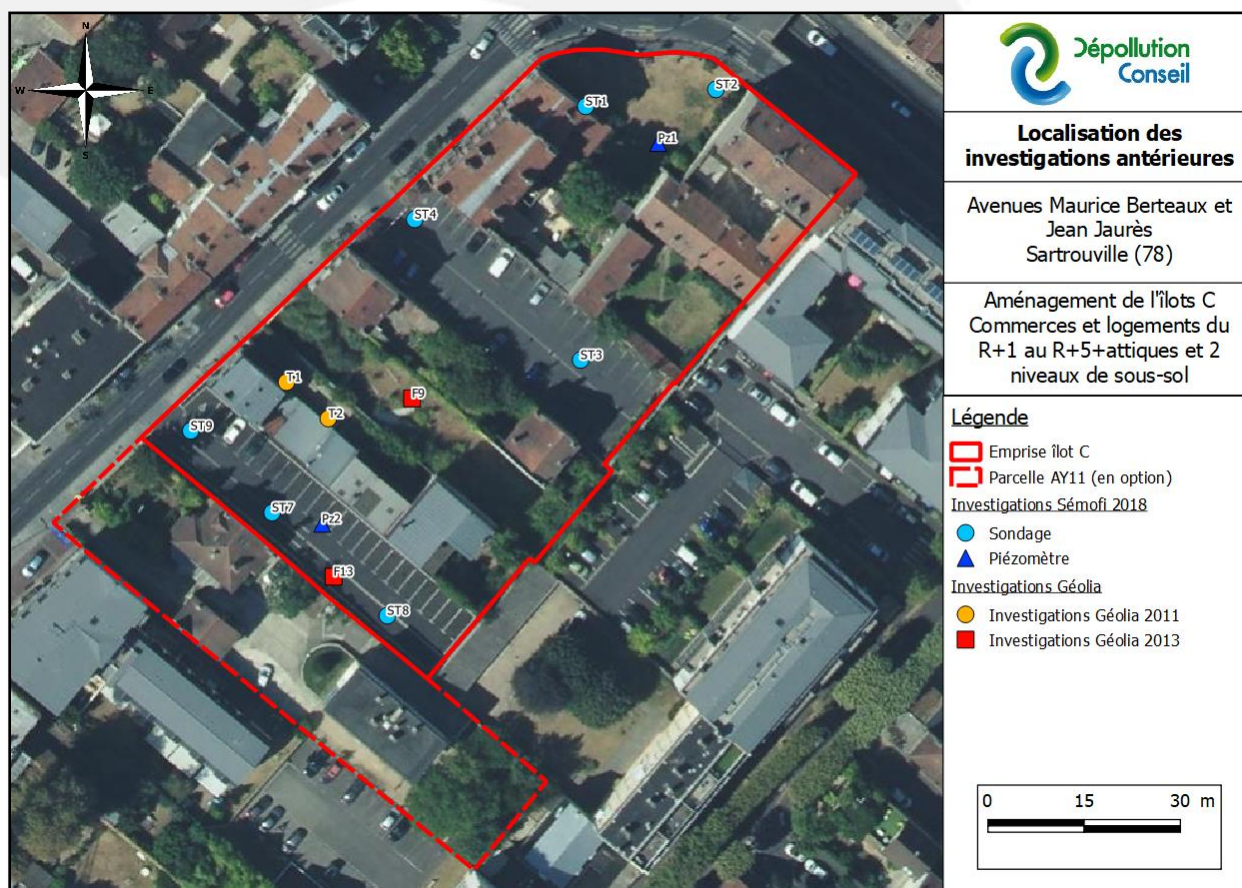 N
W
E
S
ST1
ST2
Pz1
ST4
ST3
T1
T2
F9
ST9
ST7
Pz2
F13
ST8
Dépollution
Conseil
Localisation des
investigations antérieures
Avenues Maurice Berteaux et
Jean Jaurès
Sartrouville (78)
Aménagement de l'îlots C
Commerces et logements du
R+1 au R+5+attiques et 2
niveaux de sous-sol
Légende
Emprise îlot C
Parcelle AY11 (en option)
Investigations Sémofi 2018
Sondage
Piézomètre
Investigations Géolia
Investigations Géolia 2011
Investigations Géolia 2013
0 15 30 m